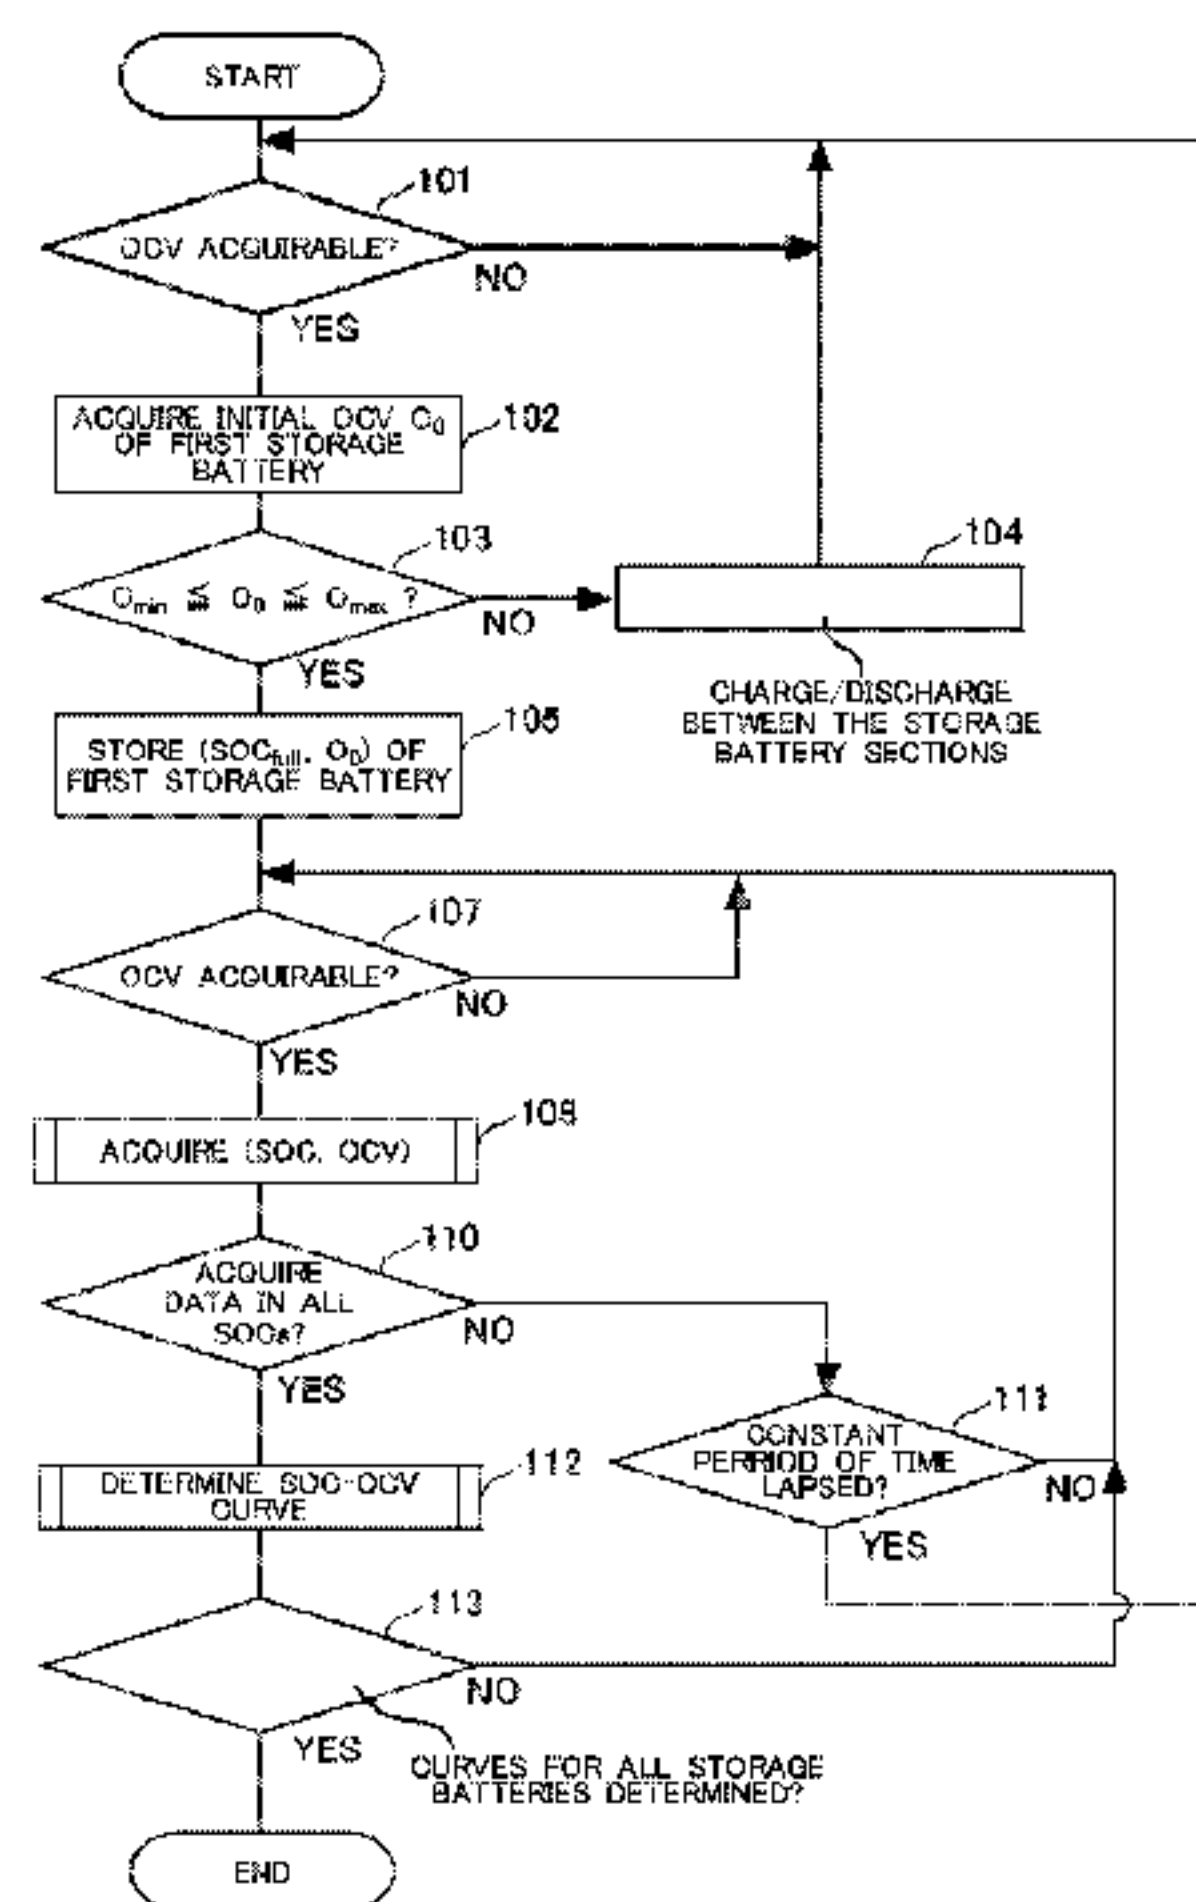 START
101
OCV ACQUIRABLE?
NO
YES
ACQUIRE INITIAL OCV O₀
OF FIRST STORAGE
BATTERY
102
103
Omin ≦ O₀ ≦ Omax ?
NO
YES
104
CHARGE/DISCHARGE
BETWEEN THE STORAGE
BATTERY SECTIONS
105
STORE (SOCfull, O₀) OF
FIRST STORAGE BATTERY
107
OCV ACQUIRABLE?
NO
YES
108
ACQUIRE (SOC, OCV)
110
ACQUIRE
DATA IN ALL
SOCs?
NO
YES
111
CONSTANT
PERRIOD OF TIME
LAPSED?
NO
YES
112
DETERMINE SOC-OCV
CURVE
113
NO
YES
CURVES FOR ALL STORAGE
BATTERIES DETERMINED?
END